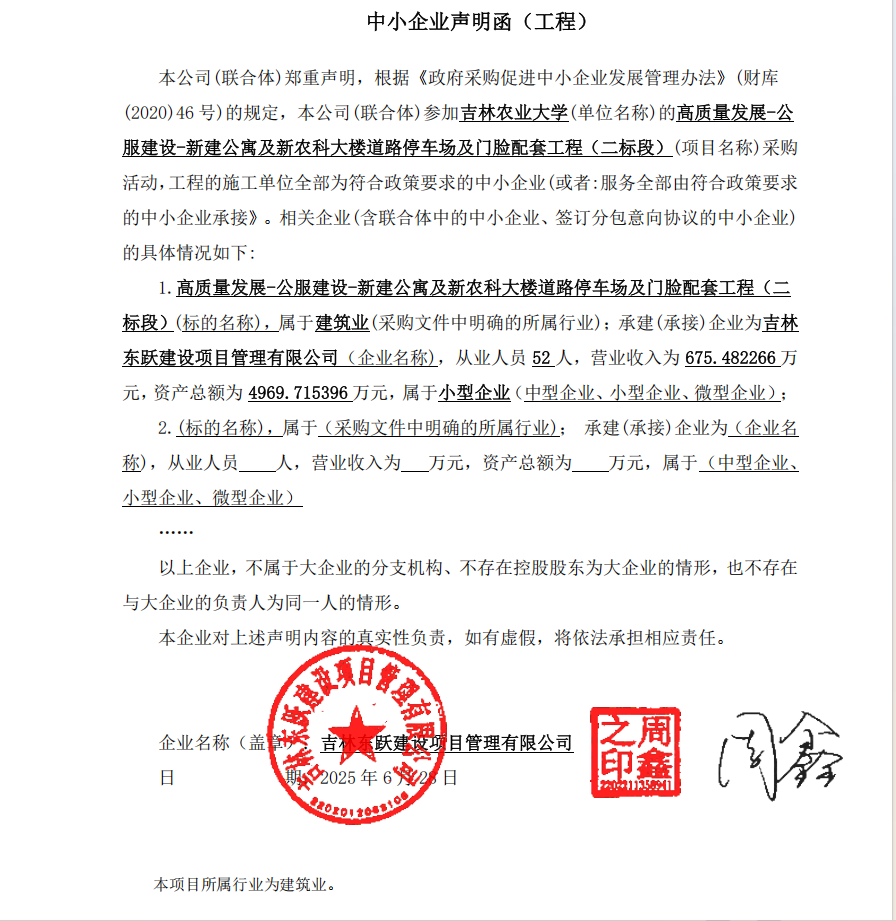 中小企业声明函（工程）
本公司(联合体)郑重声明，根据《政府采购促进中小企业发展管理办法》(财库
(2020)46 号)的规定，本公司(联合体)参加吉林农业大学(单位名称)的高质量发展-公
服建设-新建公寓及新农科大楼道路停车场及门脸配套工程（二标段）(项目名称)采购
活动，工程的施工单位全部为符合政策要求的中小企业(或者:服务全部由符合政策要求
的中小企业承接》。相关企业(含联合体中的中小企业、签订分包意向协议的中小企业)
的具体情况如下:
1. 高质量发展-公服建设-新建公寓及新农科大楼道路停车场及门脸配套工程（二
标段）(标的名称)，属于建筑业(采购文件中明确的所属行业)；承建(承接)企业为吉林
东跃建设项目管理有限公司（企业名称)，从业人员 52 人，营业收入为 675.482266 万
元，资产总额为 4969.715396 万元，属于小型企业（中型企业、小型企业、微型企业）；
2. (标的名称)，属于（采购文件中明确的所属行业)； 承建(承接)企业为（企业名
称)，从业人员____人，营业收入为___万元，资产总额为____万元，属于（中型企业、
小型企业、微型企业）
……
以上企业，不属于大企业的分支机构、不存在控股股东为大企业的情形，也不存在
与大企业的负责人为同一人的情形。
本企业对上述声明内容的真实性负责，如有虚假，将依法承担相应责任。
吉林东跃建设项目管理有限公司
企业名称（盖章）：吉林东跃建设项目管理有限公司
日 期：2025 年 6 月 28 日
周鑫之印
周鑫
本项目所属行业为建筑业。